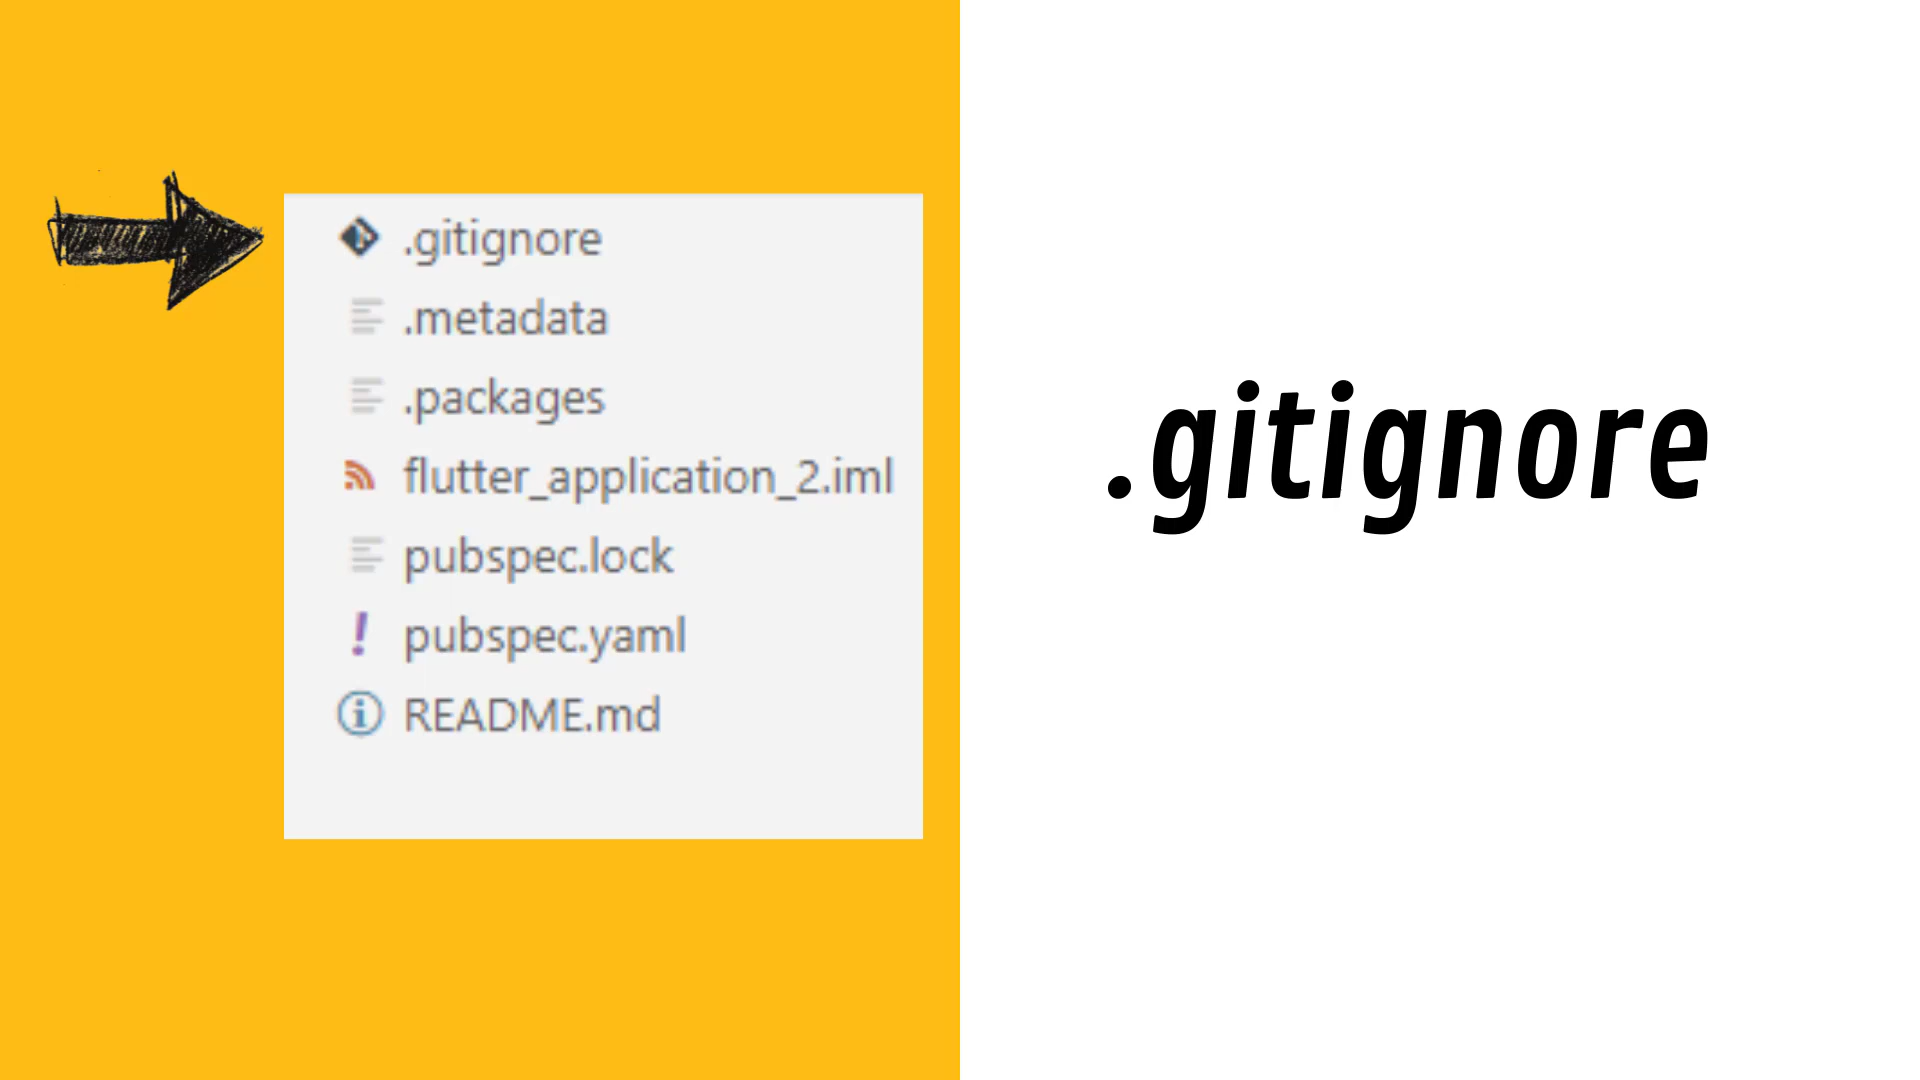 .gitignore
.metadata
.packages
flutter_application_2.iml
pubspec.lock
pubspec.yaml
README.md
.gitignore